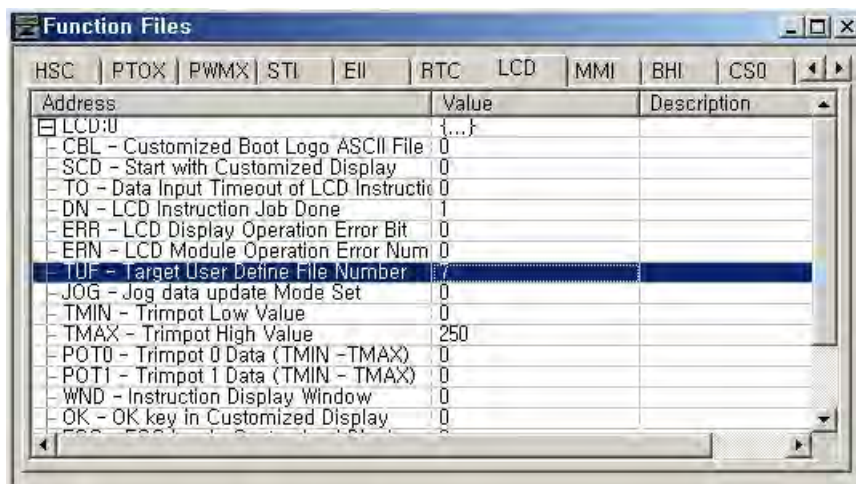 Function Files
HSC PTOX PWMX STI EII RTC LCD MMI BHI CS0
Address Value Description
LCD:0 {...}
CBL - Customized Boot Logo ASCII File 0
SCD - Start with Customized Display 0
TO - Data Input Timeout of LCD Instructi 0
DN - LCD Instruction Job Done 1
ERR - LCD Display Operation Error Bit 0
ERN - LCD Module Operation Error Num 0
TUF - Target User Define File Number 7
JOG - Jog data update Mode Set 0
TMIN - Trimpot Low Value 0
TMAX - Trimpot High Value 250
POT0 - Trimpot 0 Data (TMIN -TMAX) 0
POT1 - Trimpot 1 Data (TMIN - TMAX) 0
WND - Instruction Display Window 0
OK - OK key in Customized Display 0